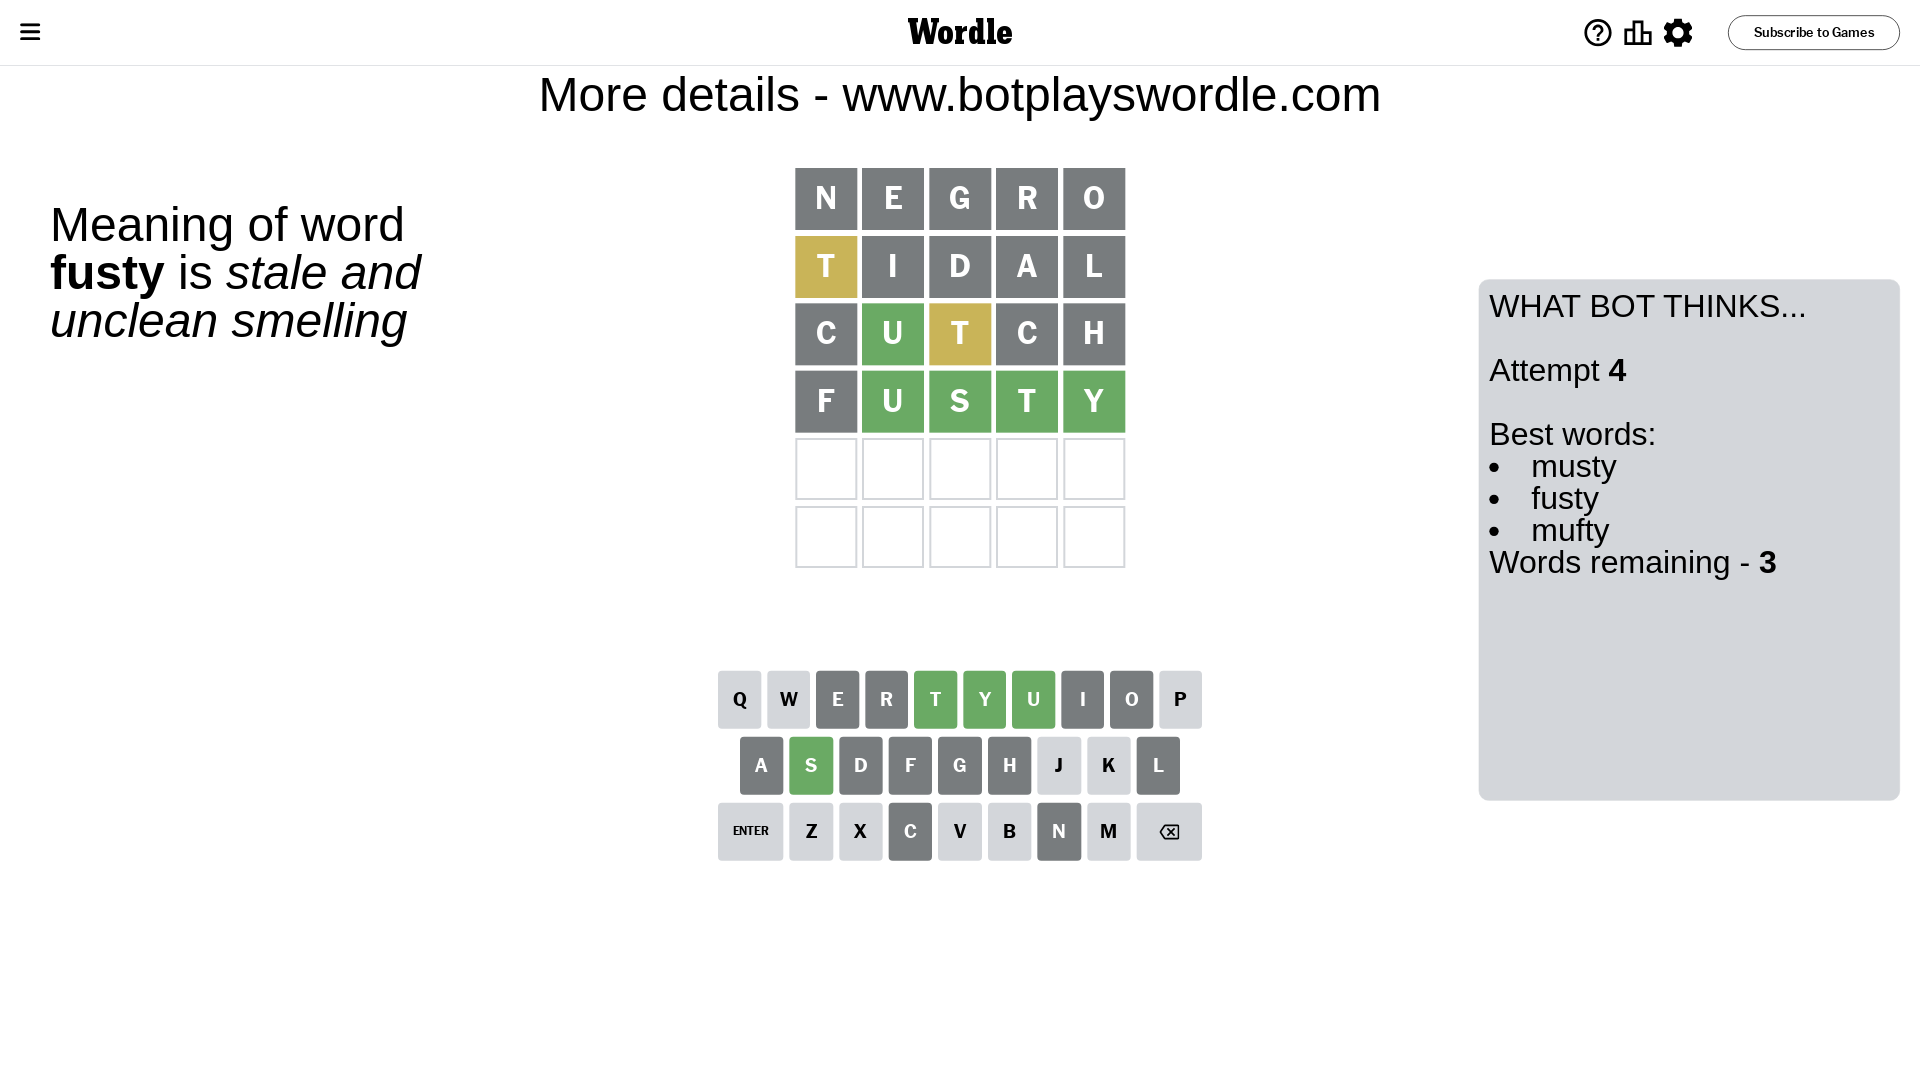 Wordle
Subscribe to Games
More details - www.botplayswordle.com
Meaning of word
fusty is stale and
unclean smelling
N E G R O
T I D A L
C U T C H
F U S T Y
WHAT BOT THINKS...
Attempt 4
Best words:
• musty
• fusty
• mufty
Words remaining - 3
Q W E R T Y U I O P
A S D F G H J K L
ENTER Z X C V B N M